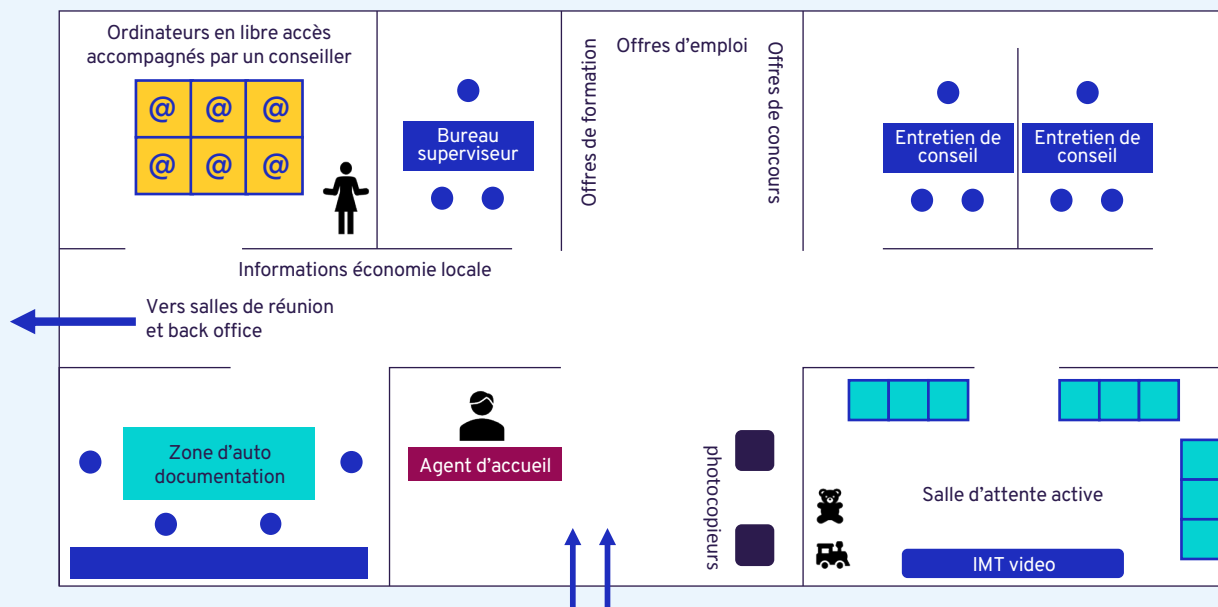 Ordinateurs en libre accès
accompagnés par un conseiller
@ @ @
@ @ @
Bureau
superviseur
Offres de formation
Offres d'emploi
Offres de concours
Entretien de
conseil
Entretien de
conseil
Informations économie locale
Vers salles de réunion
et back office
Zone d'auto
documentation
Agent d'accueil
photocopieurs
Salle d'attente active
IMT video